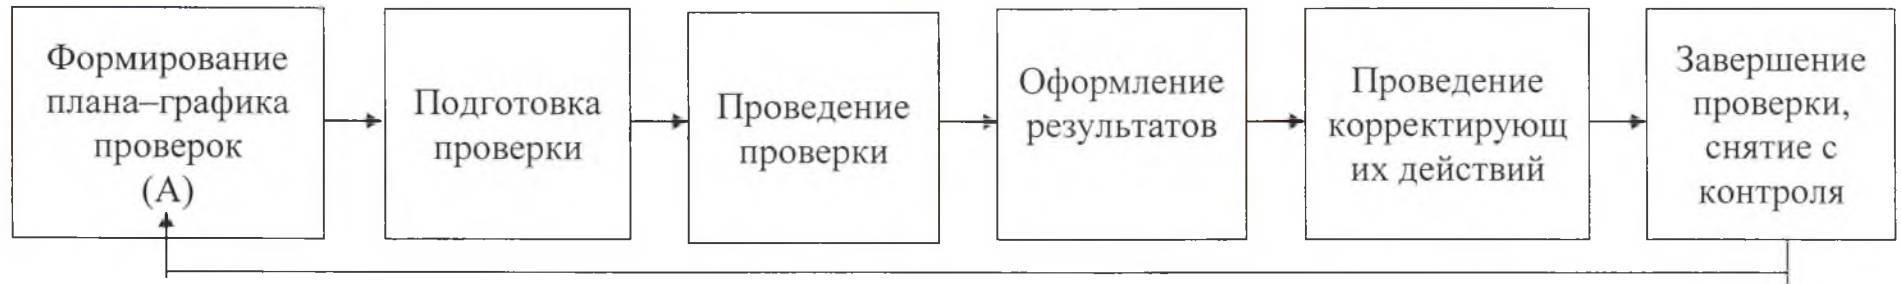 Формирование
плана–графика
проверок
(А)
Подготовка
проверки
Проведение
проверки
Оформление
результатов
Проведение
корректирующ
их действий
Завершение
проверки,
снятие с
контроля